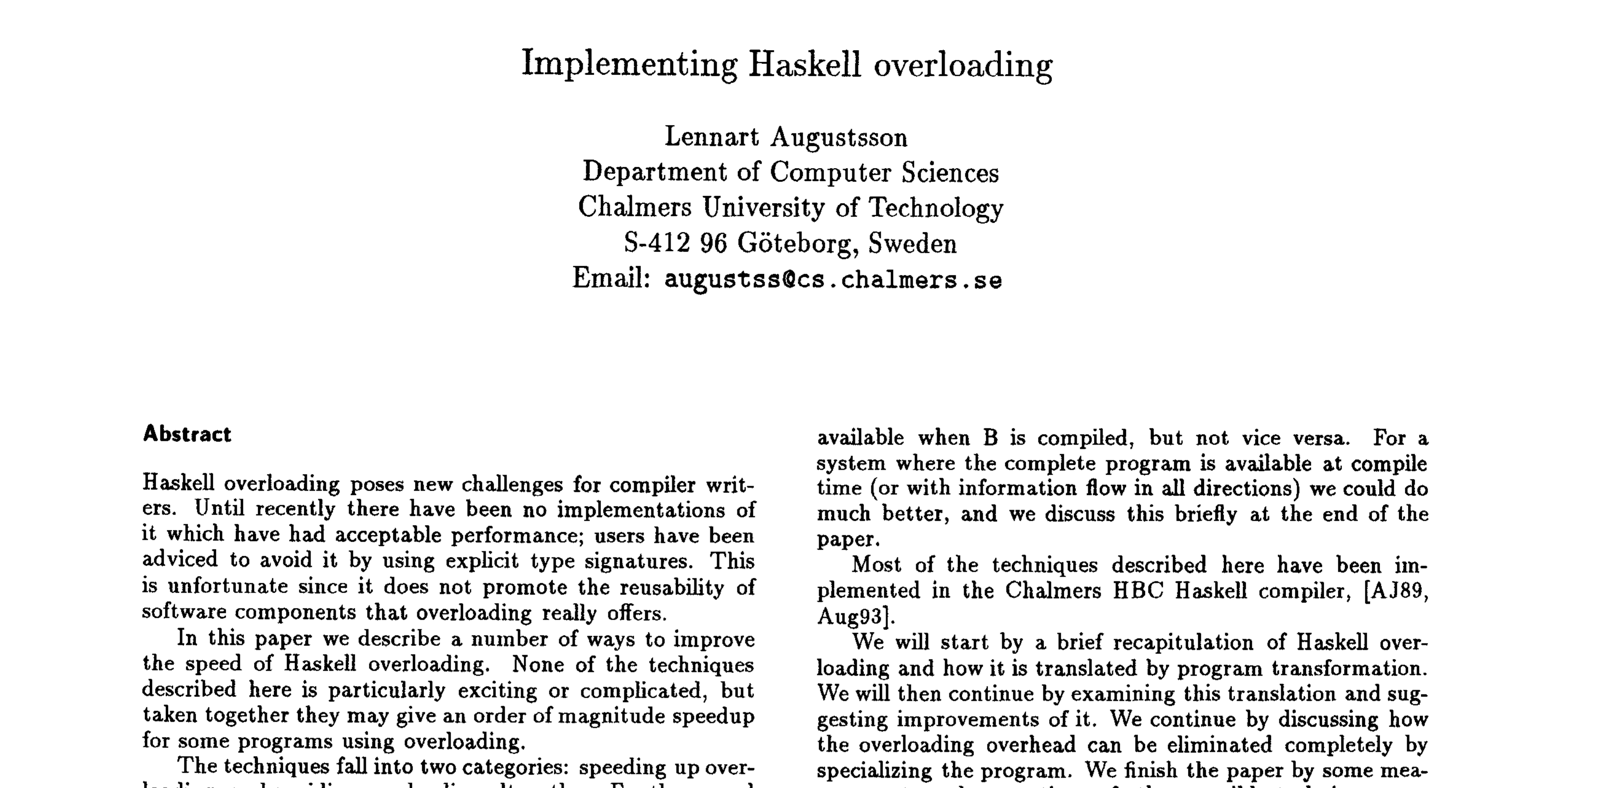 Implementing Haskell overloading
Lennart Augustsson
Department of Computer Sciences
Chalmers University of Technology
S-412 96 Göteborg, Sweden
Email: augustss@cs.chalmers.se
Abstract
Haskell overloading poses new challenges for compiler writ-
ers. Until recently there have been no implementations of
it which have had acceptable performance; users have been
adviced to avoid it by using explicit type signatures. This
is unfortunate since it does not promote the reusability of
software components that overloading really offers.
In this paper we describe a number of ways to improve
the speed of Haskell overloading. None of the techniques
described here is particularly exciting or complicated, but
taken together they may give an order of magnitude speedup
for some programs using overloading.
The techniques fall into two categories: speeding up over-
available when B is compiled, but not vice versa. For a
system where the complete program is available at compile
time (or with information flow in all directions) we could do
much better, and we discuss this briefly at the end of the
paper.
Most of the techniques described here have been im-
plemented in the Chalmers HBC Haskell compiler, [AJ89,
Aug93].
We will start by a brief recapitulation of Haskell over-
loading and how it is translated by program transformation.
We will then continue by examining this translation and sug-
gesting improvements of it. We continue by discussing how
the overloading overhead can be eliminated completely by
specializing the program. We finish the paper by some mea-